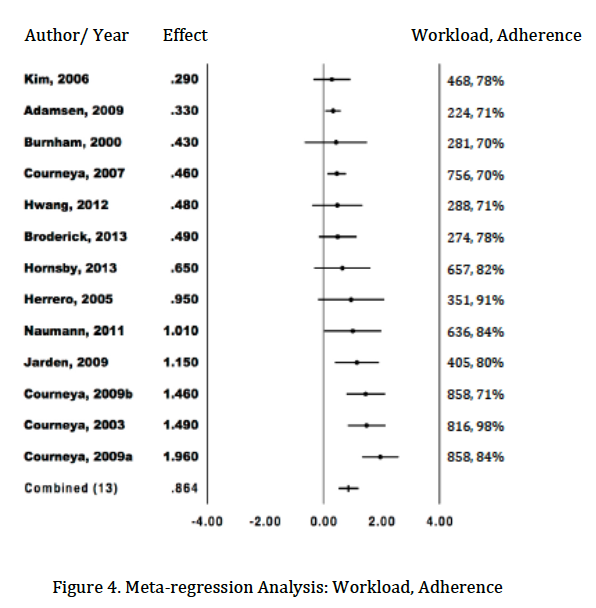 Author/ Year Effect Workload, Adherence
Kim, 2006 .290 468, 78%
Adamsen, 2009 .330 224, 71%
Burnham, 2000 .430 281, 70%
Courneya, 2007 .460 756, 70%
Hwang, 2012 .480 288, 71%
Broderick, 2013 .490 274, 78%
Hornsby, 2013 .650 657, 82%
Herrero, 2005 .950 351, 91%
Naumann, 2011 1.010 636, 84%
Jarden, 2009 1.150 405, 80%
Courneya, 2009b 1.460 858, 71%
Courneya, 2003 1.490 816, 98%
Courneya, 2009a 1.960 858, 84%
Combined (13) .864
-4.00 -2.00 0.00 2.00 4.00
Figure 4. Meta-regression Analysis: Workload, Adherence